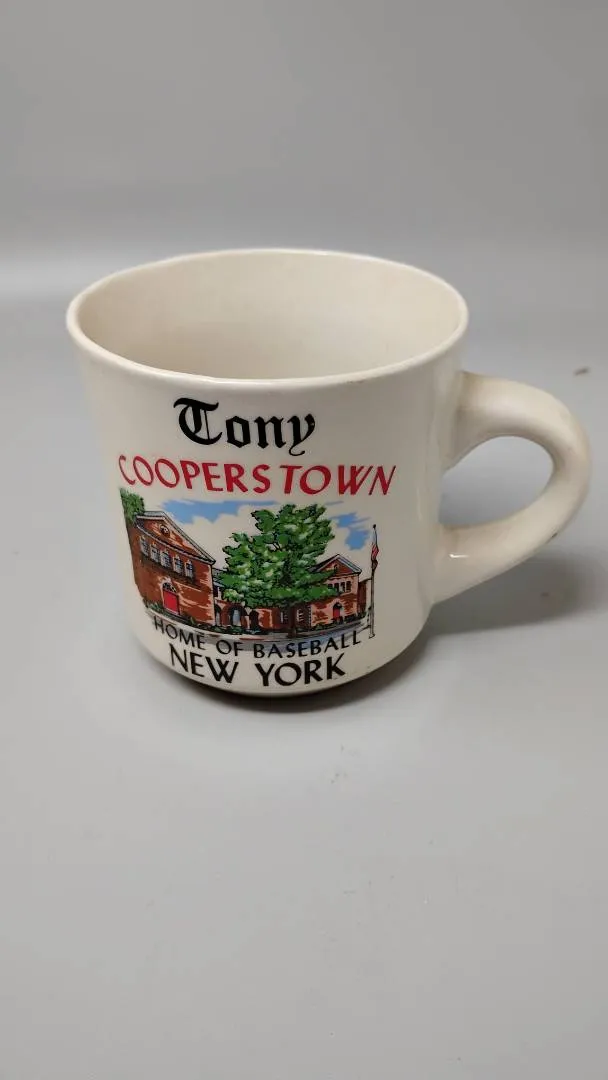 Tony
COOPERSTOWN
HOME OF BASEBALL
NEW YORK